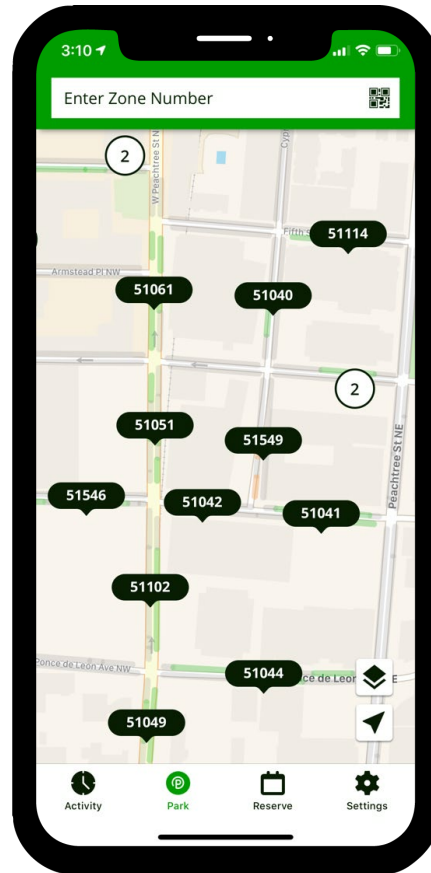 3:10
Enter Zone Number
2
W Peachtree St N
Cyp
Fifth S
51114
Armstead Pl NW
51061
51040
2
51051
51549
Peachtree St NE
51546
51042
51041
51102
Ponce de Leon Ave NW
51044
ce de Leon
E
51049
Activity
Park
Reserve
Settings